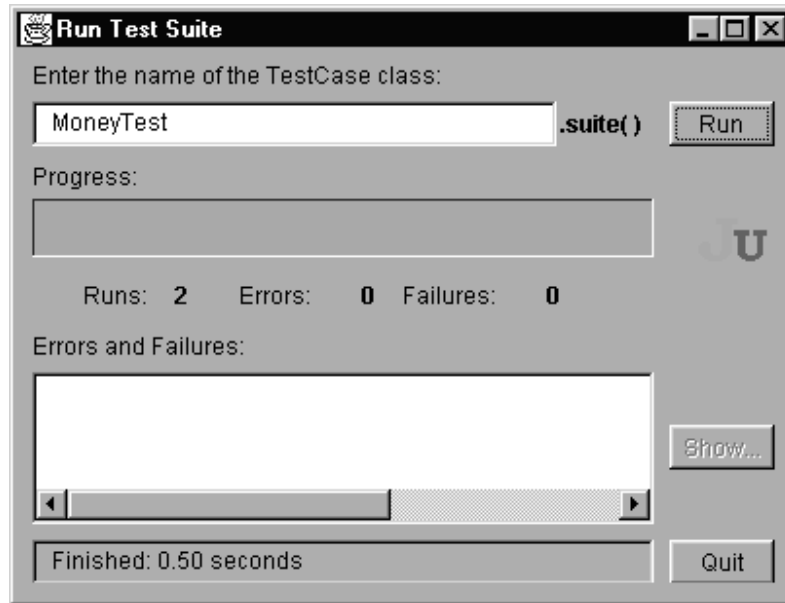 Run Test Suite
Enter the name of the TestCase class:
MoneyTest .suite( ) Run
Progress:
JU
Runs: 2 Errors: 0 Failures: 0
Errors and Failures:
Show...
Finished: 0.50 seconds Quit